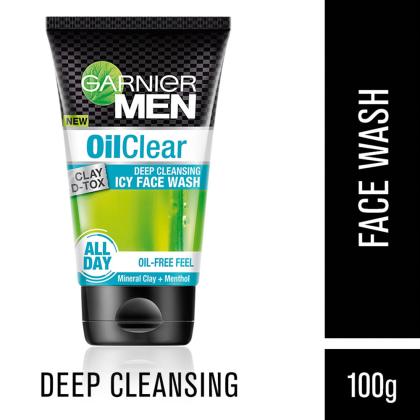 GARNIER
MEN
NEW
OilClear
CLAY
D-TOX
DEEP CLEANSING
ICY FACE WASH
ALL
DAY
OIL-FREE FEEL
Mineral Clay + Menthol
DEEP CLEANSING
FACE WASH
100g